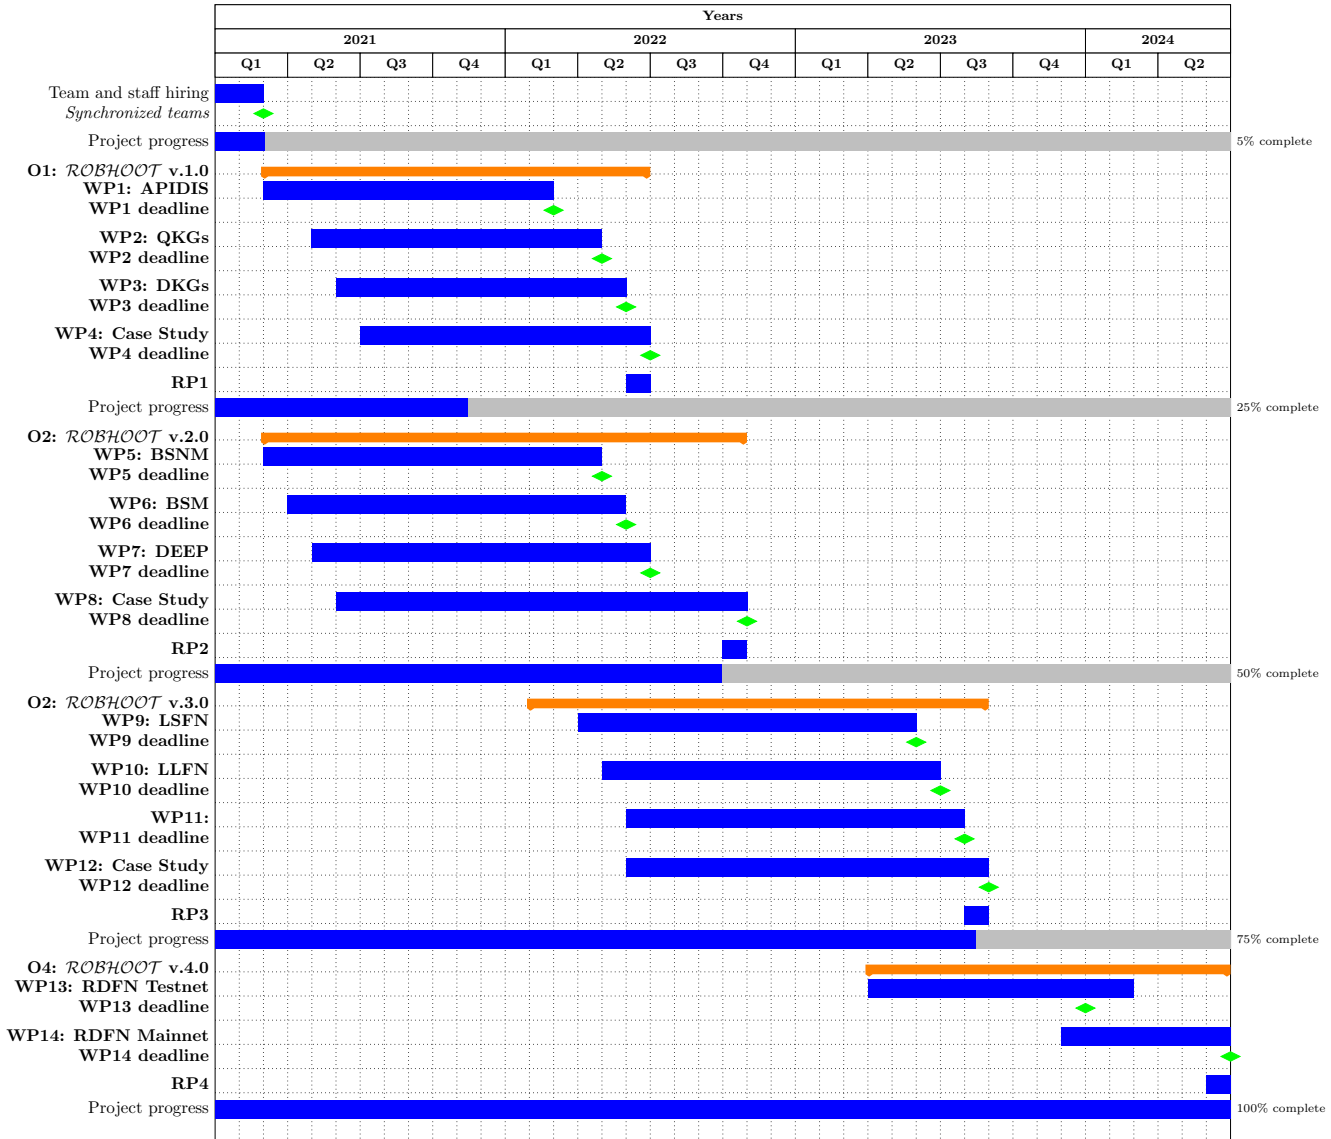 Years
2021 2022 2023 2024
Q1 Q2 Q3 Q4 Q1 Q2 Q3 Q4 Q1 Q2 Q3 Q4 Q1 Q2
Team and staff hiring
Synchronized teams
Project progress 5% complete
O1: ROBHOOT v.1.0
WP1: APIDIS
WP1 deadline
WP2: QKGs
WP2 deadline
WP3: DKGs
WP3 deadline
WP4: Case Study
WP4 deadline
RP1
Project progress 25% complete
O2: ROBHOOT v.2.0
WP5: BSNM
WP5 deadline
WP6: BSM
WP6 deadline
WP7: DEEP
WP7 deadline
WP8: Case Study
WP8 deadline
RP2
Project progress 50% complete
O2: ROBHOOT v.3.0
WP9: LSFN
WP9 deadline
WP10: LLFN
WP10 deadline
WP11:
WP11 deadline
WP12: Case Study
WP12 deadline
RP3
Project progress 75% complete
O4: ROBHOOT v.4.0
WP13: RDFN Testnet
WP13 deadline
WP14: RDFN Mainnet
WP14 deadline
RP4
Project progress 100% complete